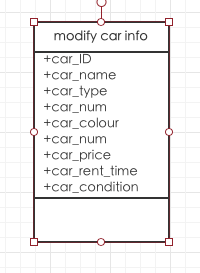 modify car info
+car_ID
+car_name
+car_type
+car_num
+car_colour
+car_num
+car_price
+car_rent_time
+car_condition